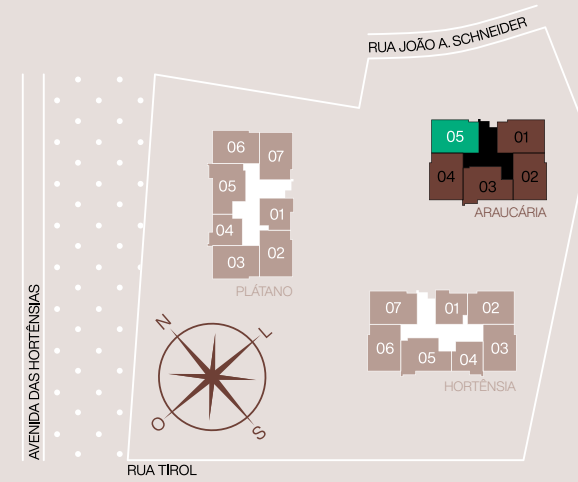 RUA JOÃO A. SCHNEIDER
05 01
04 03 02
ARAUCÁRIA
06 07
05
01
04
03 02
PLÁTANO
07 01 02
06 05 04 03
HORTÊNSIA
N L
O S
AVENIDA DAS HORTÊNSIAS
RUA TIROL